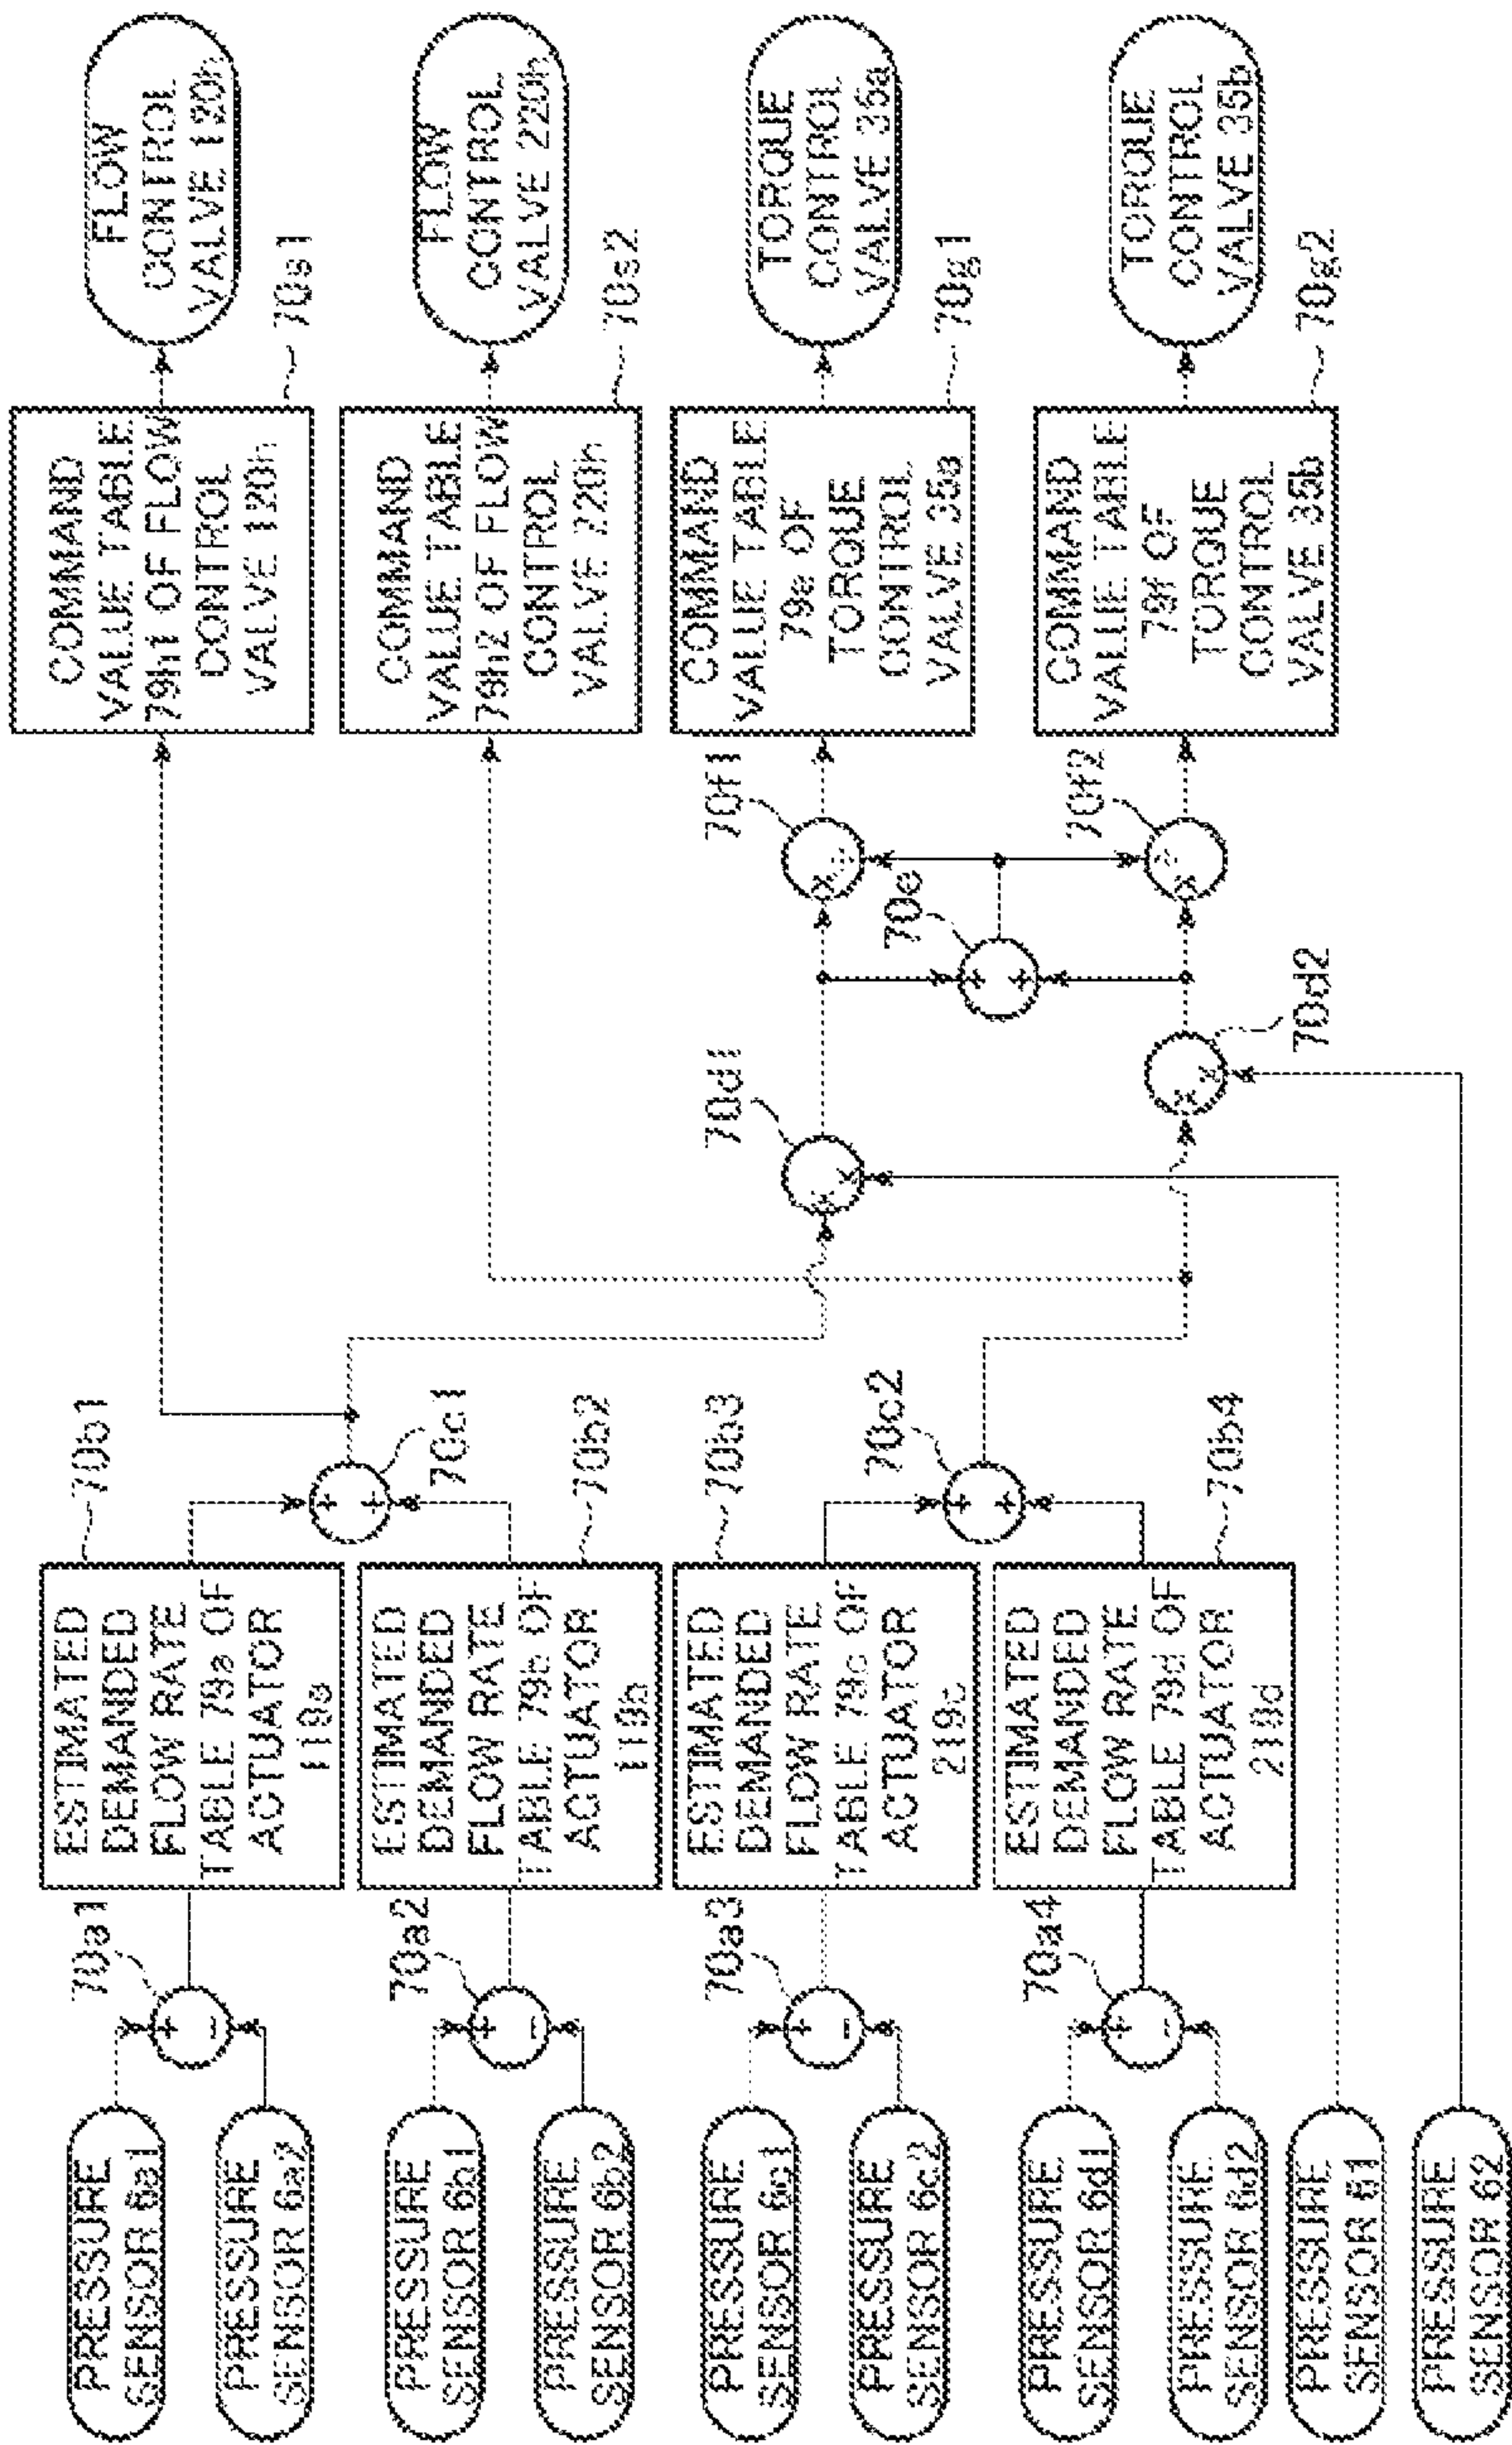 PRESSURE
SENSOR 6a1
PRESSURE
SENSOR 6a2
PRESSURE
SENSOR 6b1
PRESSURE
SENSOR 6b2
PRESSURE
SENSOR 6c1
PRESSURE
SENSOR 6c2
PRESSURE
SENSOR 6d1
PRESSURE
SENSOR 6d2
PRESSURE
SENSOR 61
PRESSURE
SENSOR 62
70a1
+
-
70a2
+
-
70a3
+
-
70a4
+
-
ESTIMATED
DEMANDED
FLOW RATE
TABLE 79a OF
ACTUATOR
119a
70b1
ESTIMATED
DEMANDED
FLOW RATE
TABLE 79b OF
ACTUATOR
119h
70b2
ESTIMATED
DEMANDED
FLOW RATE
TABLE 79c OF
ACTUATOR
219c
70b3
ESTIMATED
DEMANDED
FLOW RATE
TABLE 79d OF
ACTUATOR
219d
70b4
+
+
70c1
+
+
70c2
70d1
×
×
70d2
×
×
70e
+
+
70f1
×
÷
70f2
×
÷
COMMAND
VALUE TABLE
79h1 OF FLOW
CONTROL
VALVE 120h
70s1
COMMAND
VALUE TABLE
79h2 OF FLOW
CONTROL
VALVE 220h
70s2
COMMAND
VALUE TABLE
79e OF
TORQUE
CONTROL
VALVE 35a
70g1
COMMAND
VALUE TABLE
79f OF
TORQUE
CONTROL
VALVE 35b
70g2
FLOW
CONTROL
VALVE 120h
FLOW
CONTROL
VALVE 220h
TORQUE
CONTROL
VALVE 35a
TORQUE
CONTROL
VALVE 35b